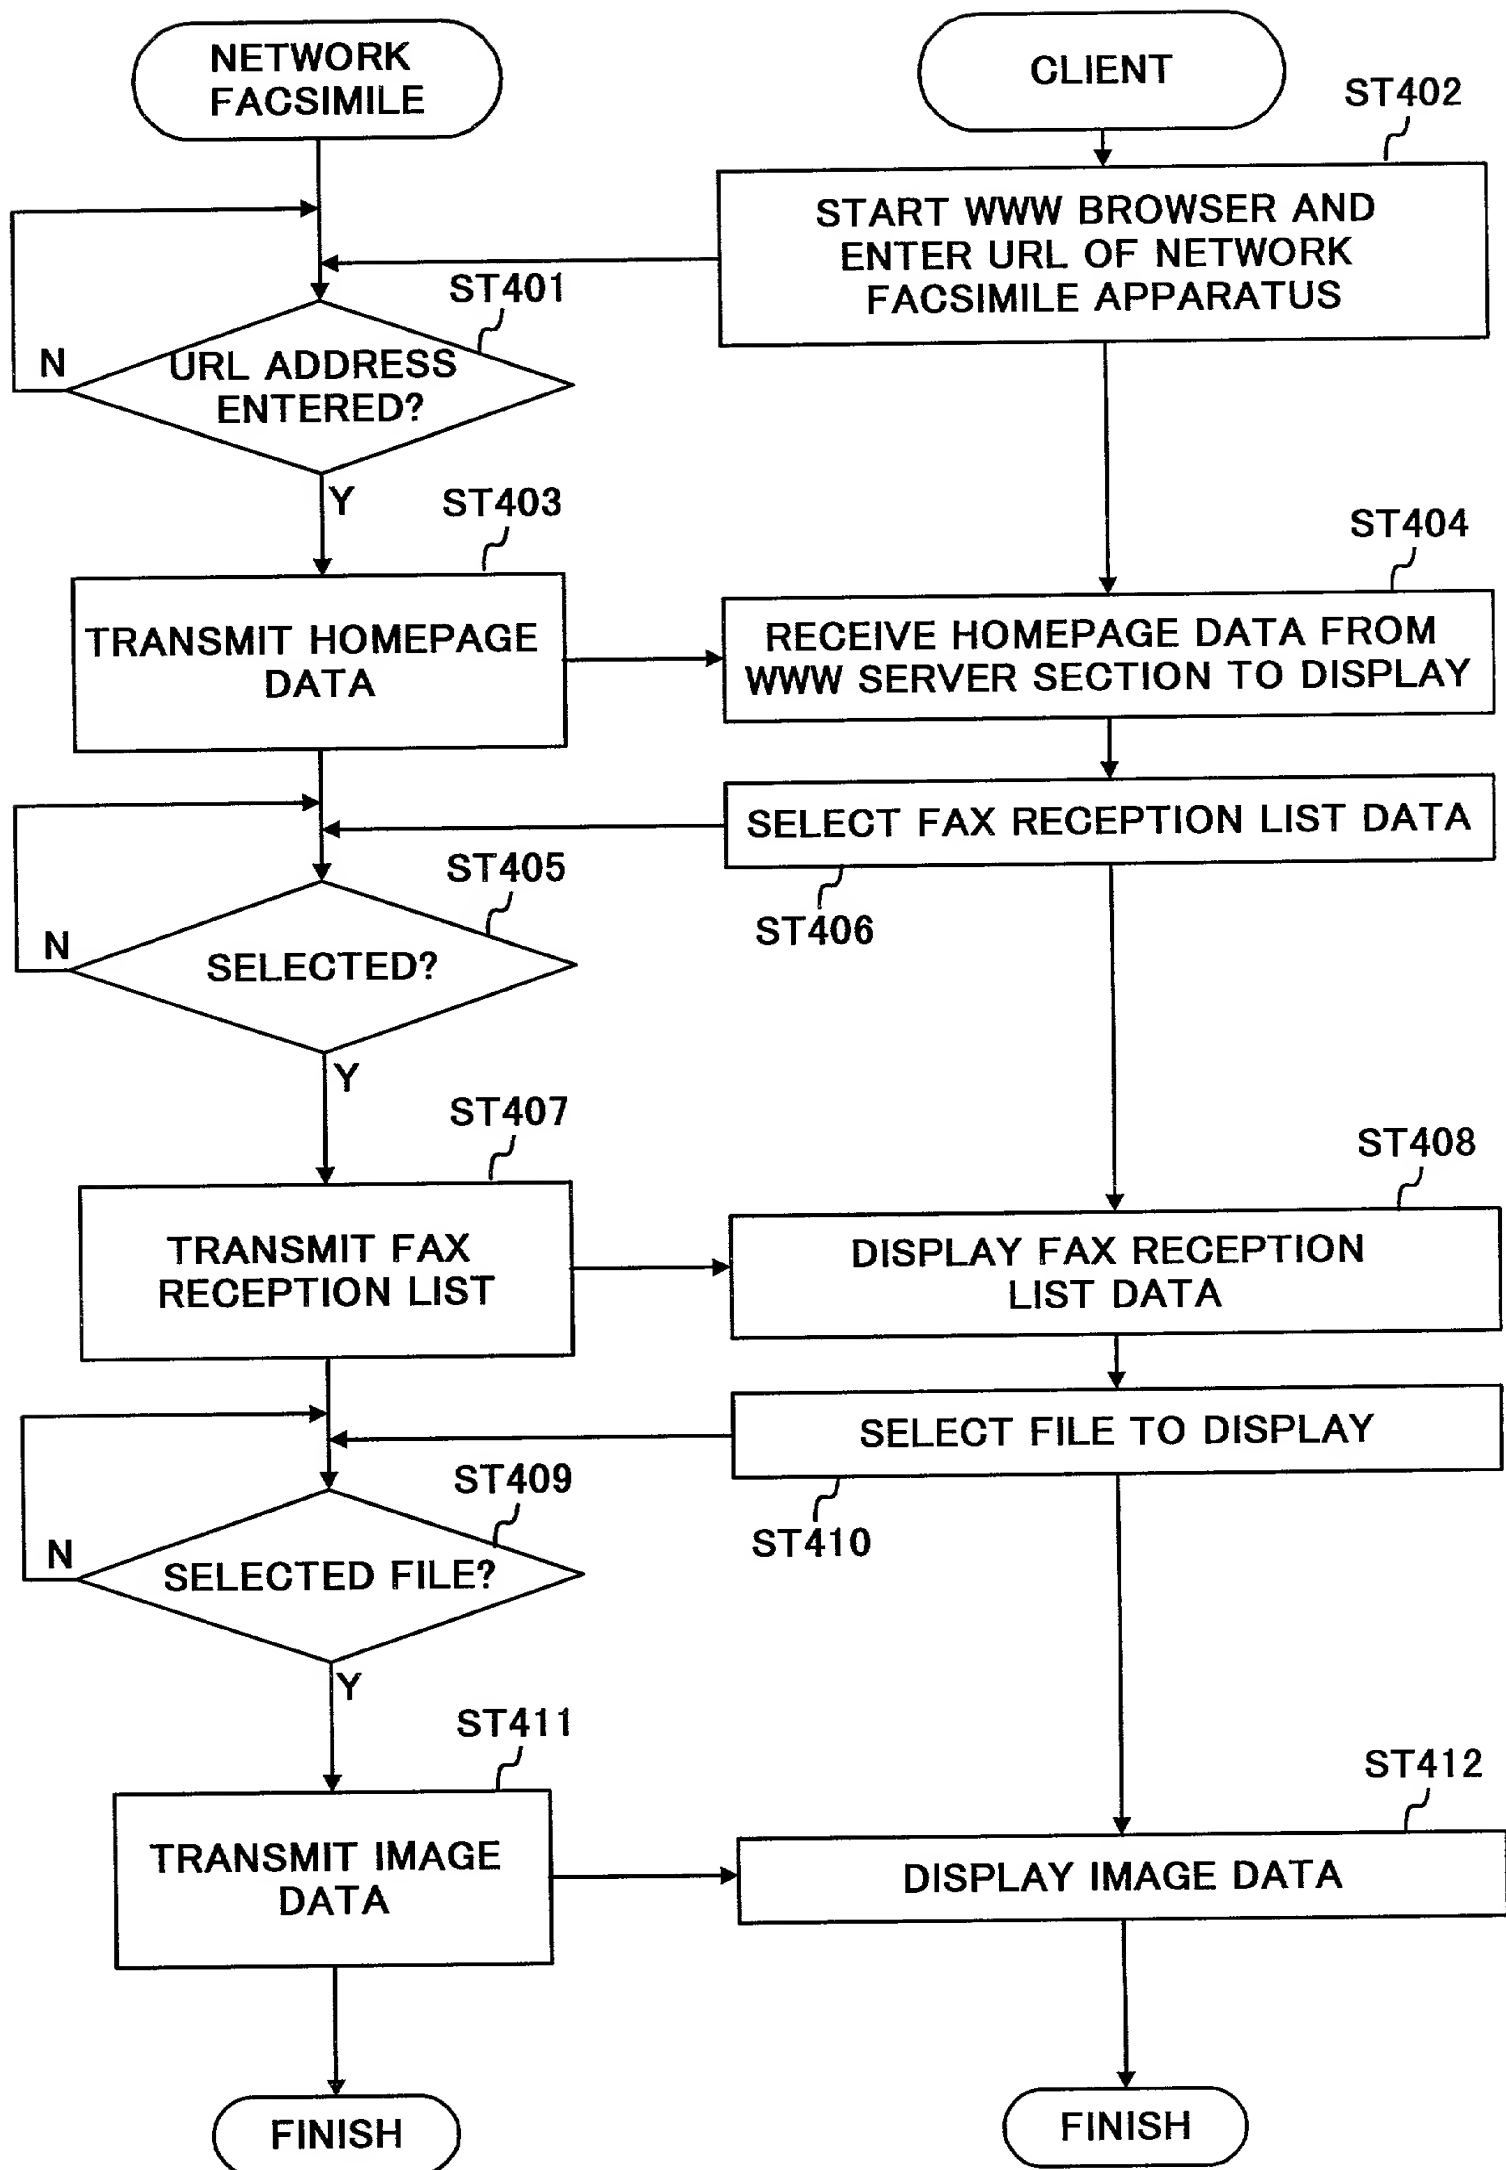 NETWORK
FACSIMILE
CLIENT
ST402
START WWW BROWSER AND
ENTER URL OF NETWORK
FACSIMILE APPARATUS
ST401
N
URL ADDRESS
ENTERED?
Y
ST403
ST404
TRANSMIT HOMEPAGE
DATA
RECEIVE HOMEPAGE DATA FROM
WWW SERVER SECTION TO DISPLAY
SELECT FAX RECEPTION LIST DATA
ST405
ST406
N
SELECTED?
Y
ST407
ST408
TRANSMIT FAX
RECEPTION LIST
DISPLAY FAX RECEPTION
LIST DATA
SELECT FILE TO DISPLAY
ST409
ST410
N
SELECTED FILE?
Y
ST411
ST412
TRANSMIT IMAGE
DATA
DISPLAY IMAGE DATA
FINISH
FINISH